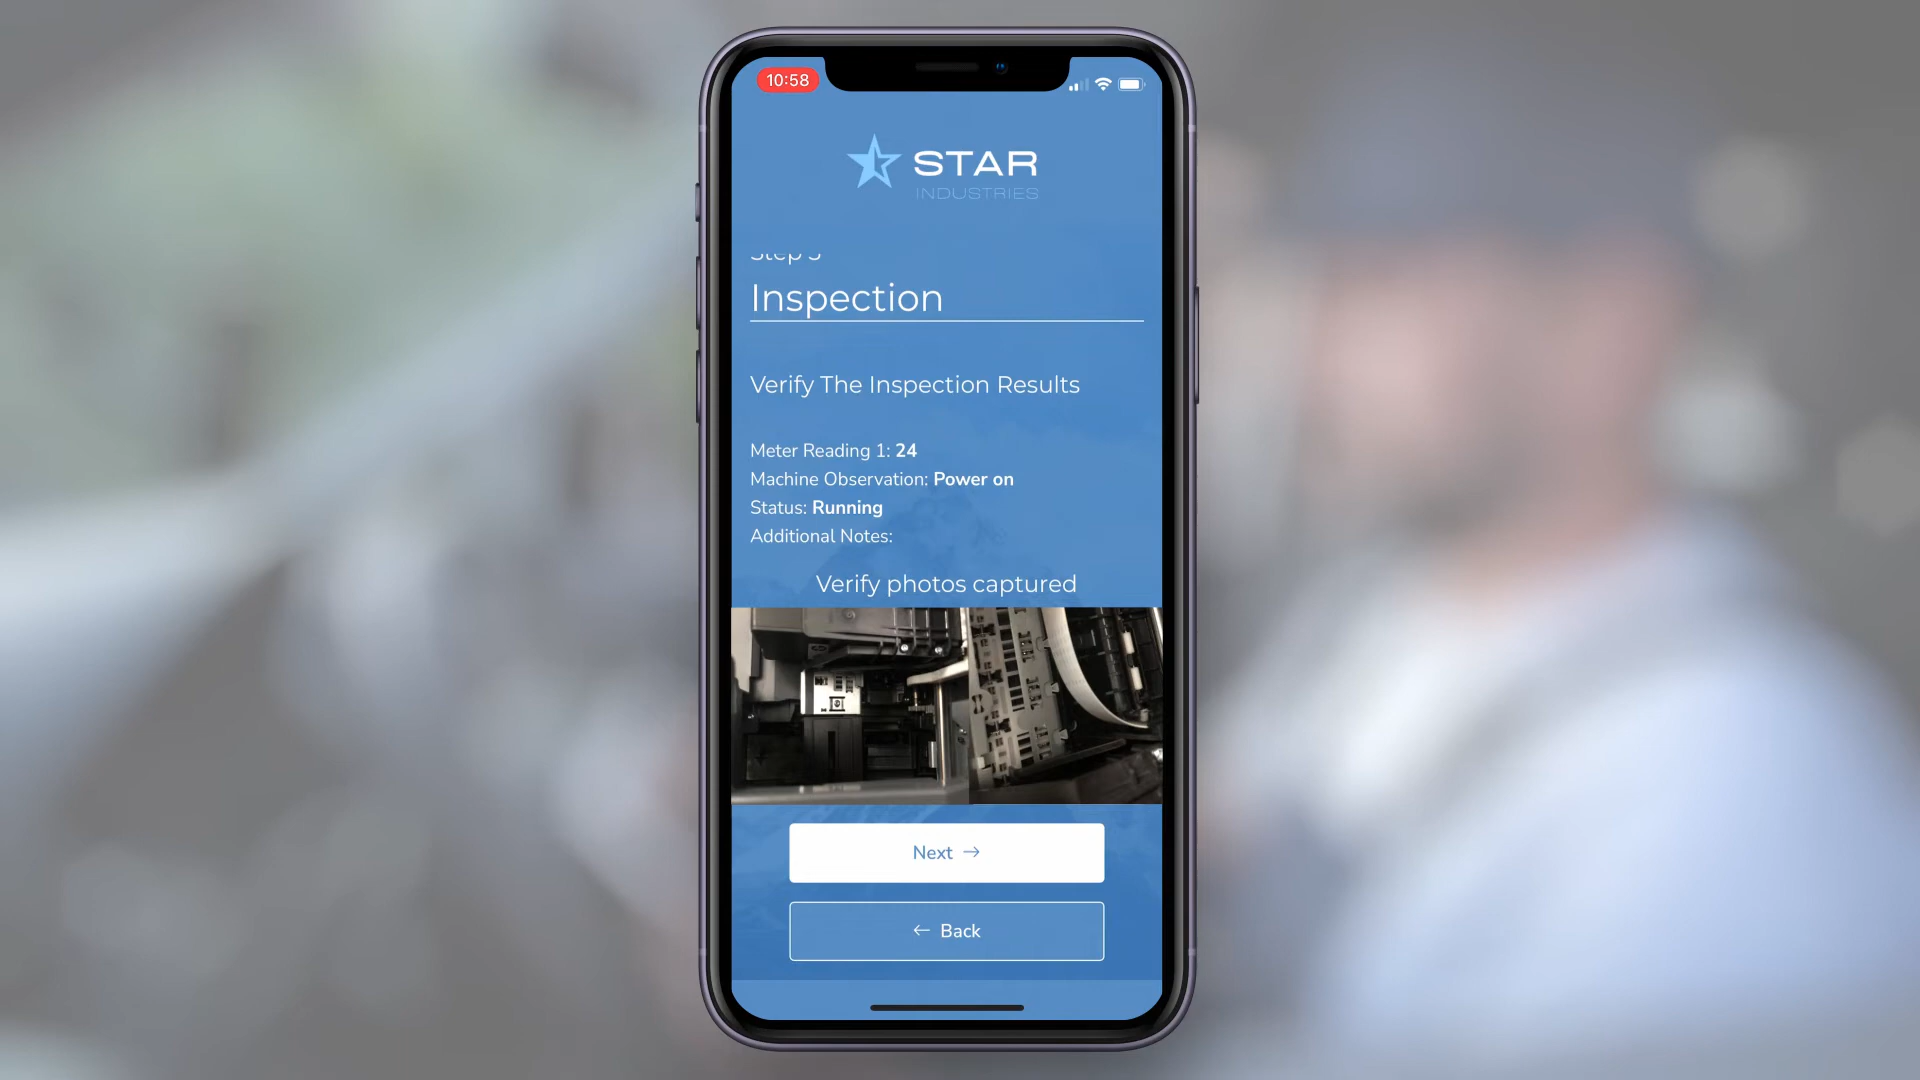 10:58
STAR
INDUSTRIES
Inspection
Verify The Inspection Results
Meter Reading 1: 24
Machine Observation: Power on
Status: Running
Additional Notes:
Verify photos captured
Next →
← Back